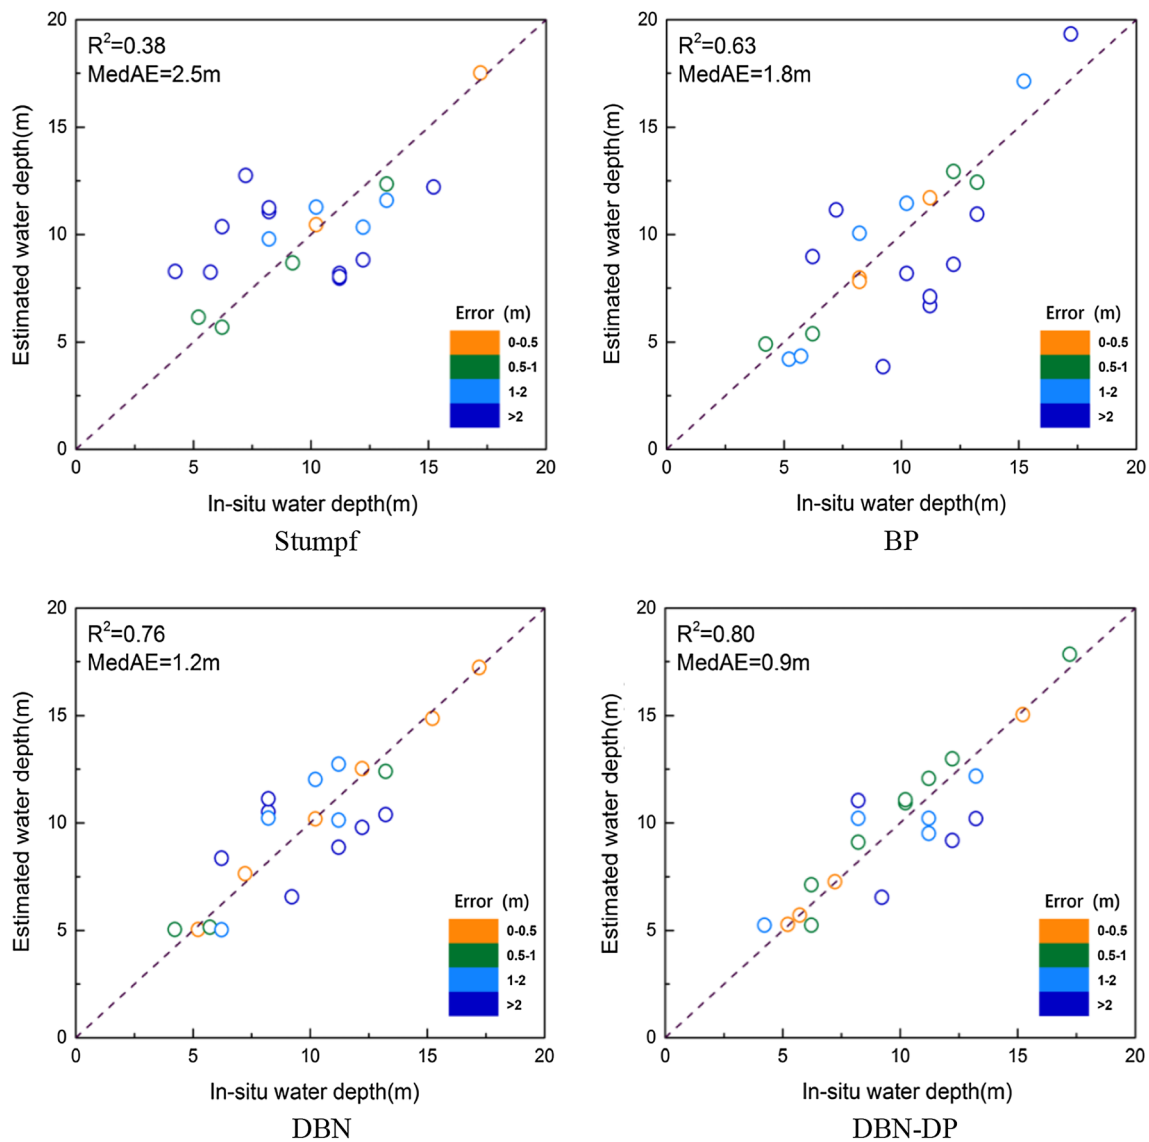 R²=0.38
MedAE=2.5m
Estimated water depth(m)
20
15
10
5
0
Error (m)
0-0.5
0.5-1
1-2
>2
0 5 10 15 20
In-situ water depth(m)
Stumpf
R²=0.63
MedAE=1.8m
Estimated water depth(m)
20
15
10
5
0
Error (m)
0-0.5
0.5-1
1-2
>2
0 5 10 15 20
In-situ water depth(m)
BP
R²=0.76
MedAE=1.2m
Estimated water depth(m)
20
15
10
5
0
Error (m)
0-0.5
0.5-1
1-2
>2
0 5 10 15 20
In-situ water depth(m)
DBN
R²=0.80
MedAE=0.9m
Estimated water depth(m)
20
15
10
5
0
Error (m)
0-0.5
0.5-1
1-2
>2
0 5 10 15 20
In-situ water depth(m)
DBN-DP